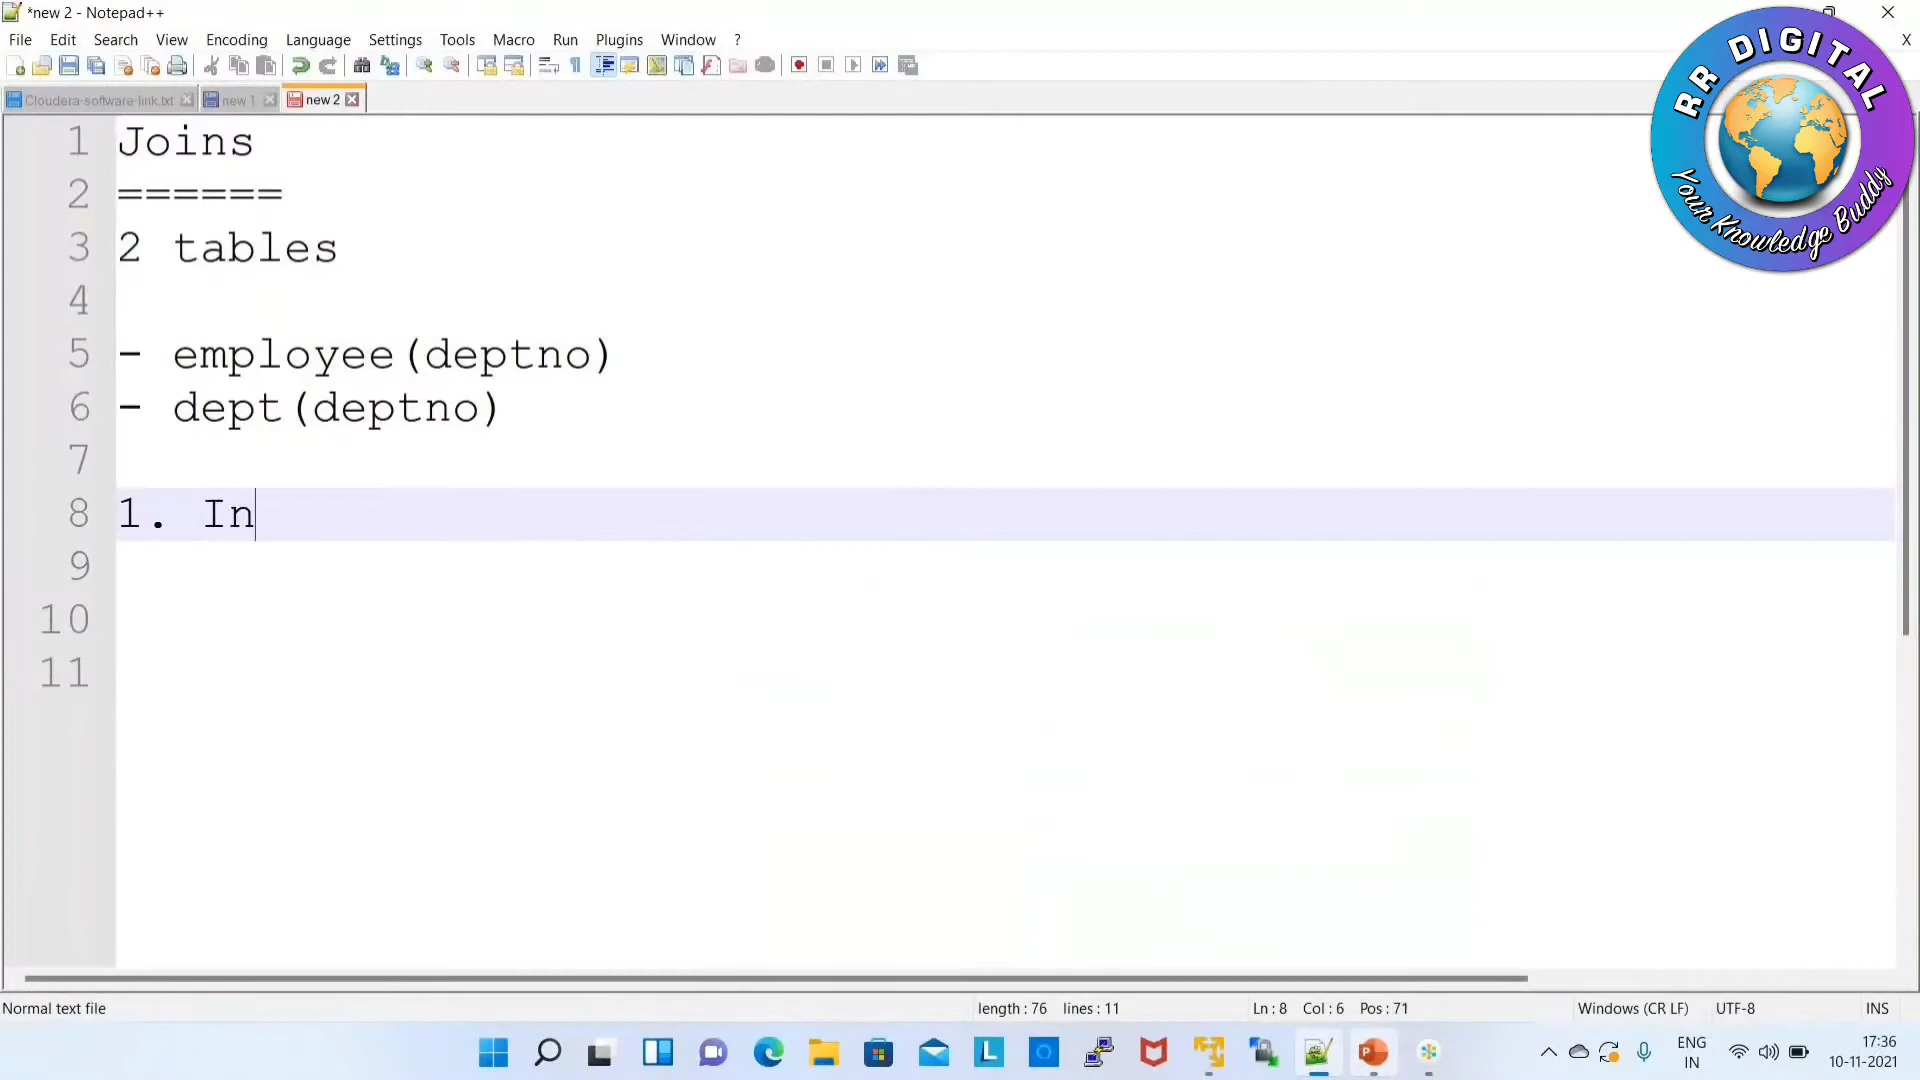 *new 2 - Notepad++
File Edit Search View Encoding Language Settings Tools Macro Run Plugins Window ? X
Cloudera-software-link.txt new 1 new 2
1 Joins
2 ======
3 2 tables
4
5 - employee(deptno)
6 - dept(deptno)
7
8 1. In
9
10
11
RR DIGITAL
Your Knowledge Buddy
Normal text file length : 76 lines : 11 Ln : 8 Col : 6 Pos : 71 Windows (CR LF) UTF-8 INS
ENG
IN
17:36
10-11-2021